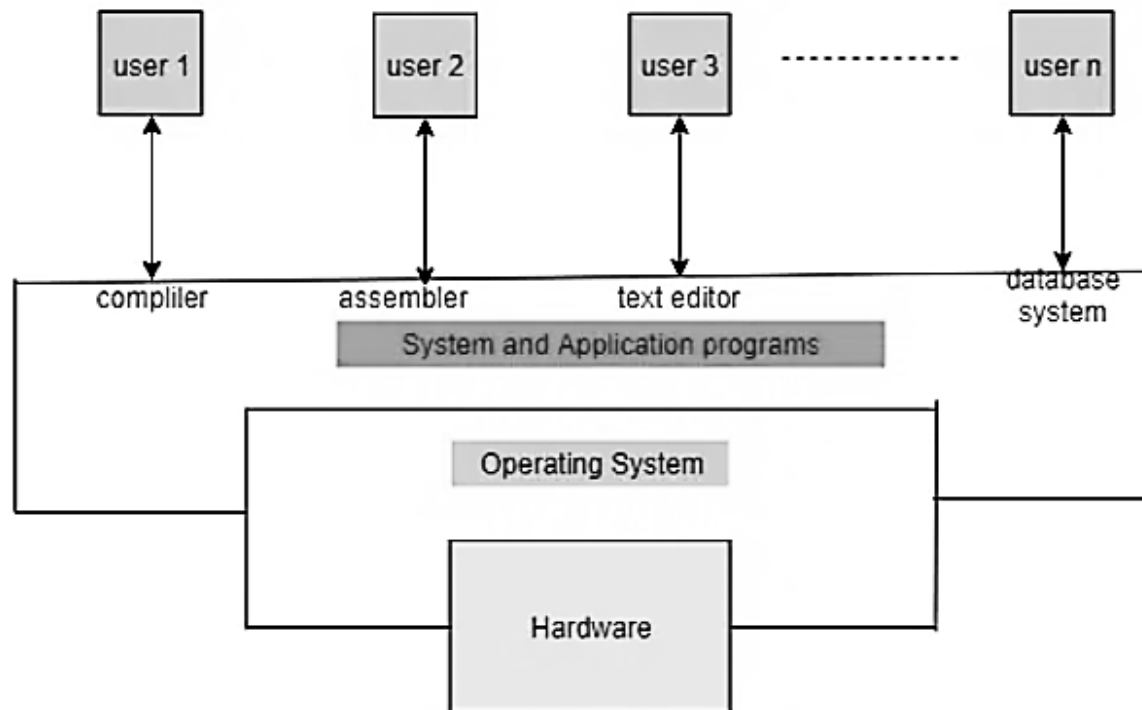 user 1
user 2
user 3
user n
compliler
assembler
text editor
database
system
System and Application programs
Operating System
Hardware